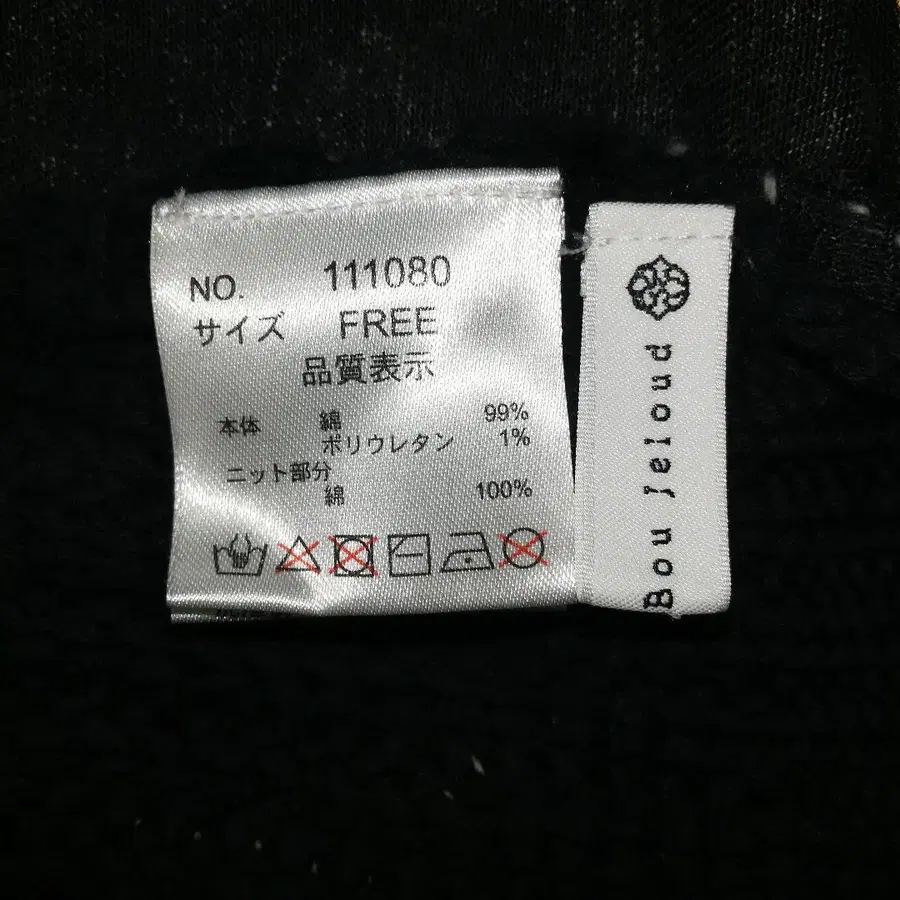 NO. 111080
サイズ FREE
品質表示
本体 綿 99%
ポリウレタン 1%
ニット部分
綿 100%
Bou Jeloud